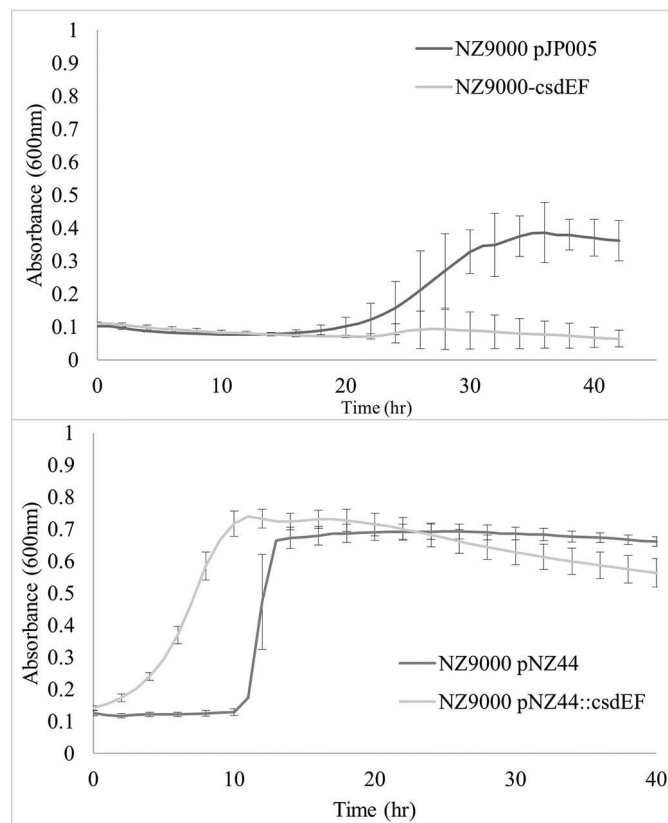 NZ9000 pJP005
NZ9000-csdEF
Absorbance (600nm)
1
0.9
0.8
0.7
0.6
0.5
0.4
0.3
0.2
0.1
0
0 10 20 30 40
Time (hr)
1
0.9
0.8
0.7
0.6
0.5
0.4
0.3
0.2
0.1
0
Absorbance (600nm)
NZ9000 pNZ44
NZ9000 pNZ44::csdEF
0 10 20 30 40
Time (hr)